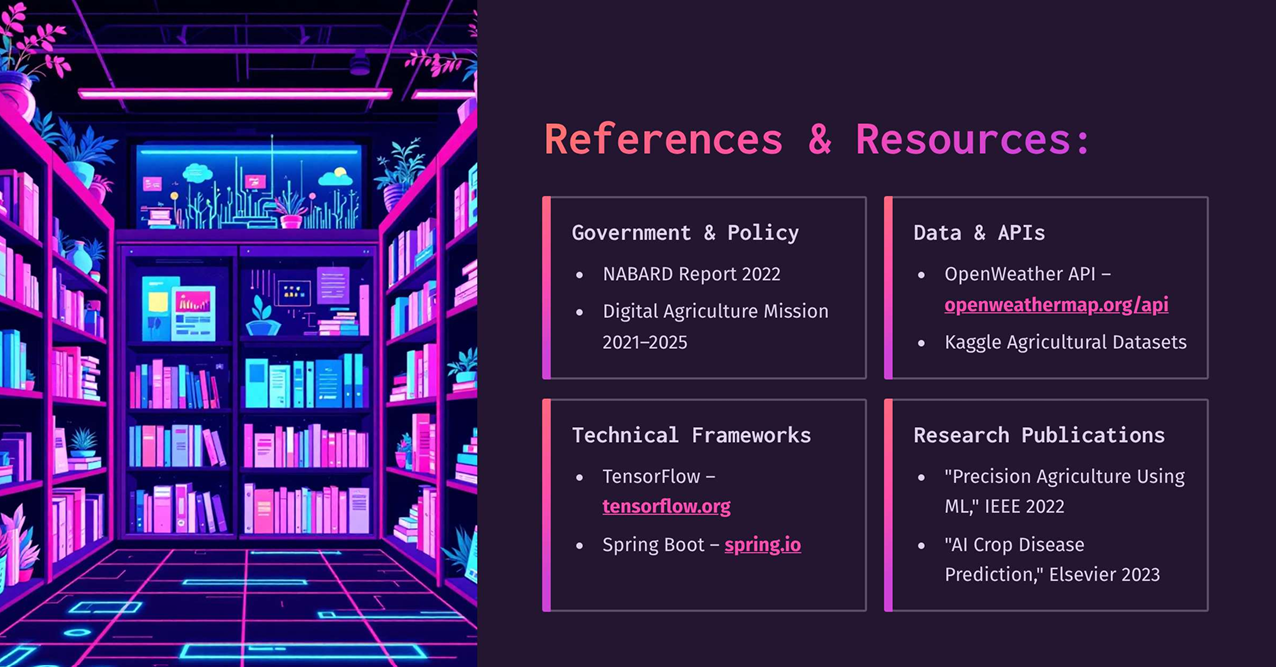 References & Resources:
Government & Policy
• NABARD Report 2022
• Digital Agriculture Mission
2021–2025
Data & APIs
• OpenWeather API –
openweathermap.org/api
• Kaggle Agricultural Datasets
Technical Frameworks
• TensorFlow –
tensorflow.org
• Spring Boot – spring.io
Research Publications
• "Precision Agriculture Using
ML," IEEE 2022
• "AI Crop Disease
Prediction," Elsevier 2023